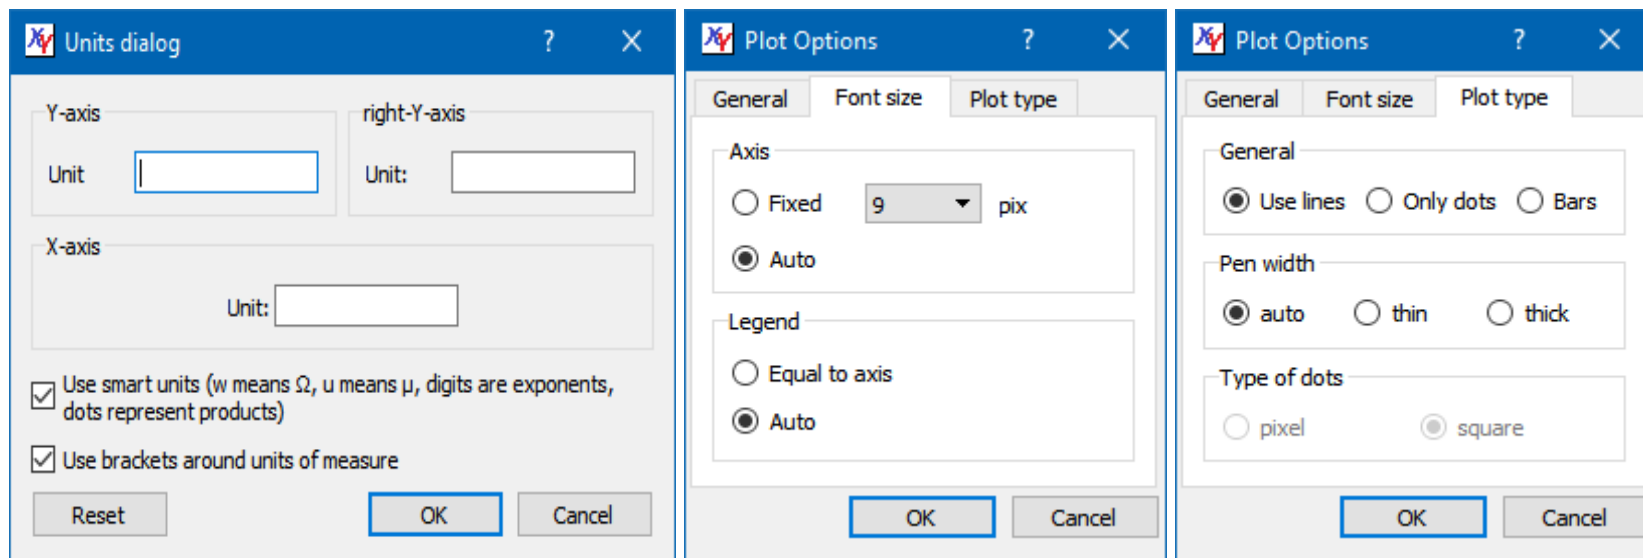 XY Units dialog ? X
Y-axis
right-Y-axis
Unit
Unit:
X-axis
Unit:
Use smart units (w means Ω, u means μ, digits are exponents,
dots represent products)
Use brackets around units of measure
Reset OK Cancel
XY Plot Options ? X
General Font size Plot type
Axis
Fixed 9 pix
Auto
Legend
Equal to axis
Auto
OK Cancel
XY Plot Options ? X
General Font size Plot type
General
Use lines Only dots Bars
Pen width
auto thin thick
Type of dots
pixel square
OK Cancel